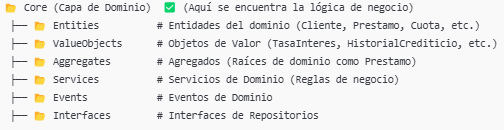 Core (Capa de Dominio) ✅ (Aquí se encuentra la lógica de negocio)
├── Entities # Entidades del dominio (Cliente, Prestamo, Cuota, etc.)
├── ValueObjects # Objetos de Valor (TasaInteres, HistorialCrediticio, etc.)
├── Aggregates # Agregados (Raíces de dominio como Prestamo)
├── Services # Servicios de Dominio (Reglas de negocio)
├── Events # Eventos de Dominio
├── Interfaces # Interfaces de Repositorios